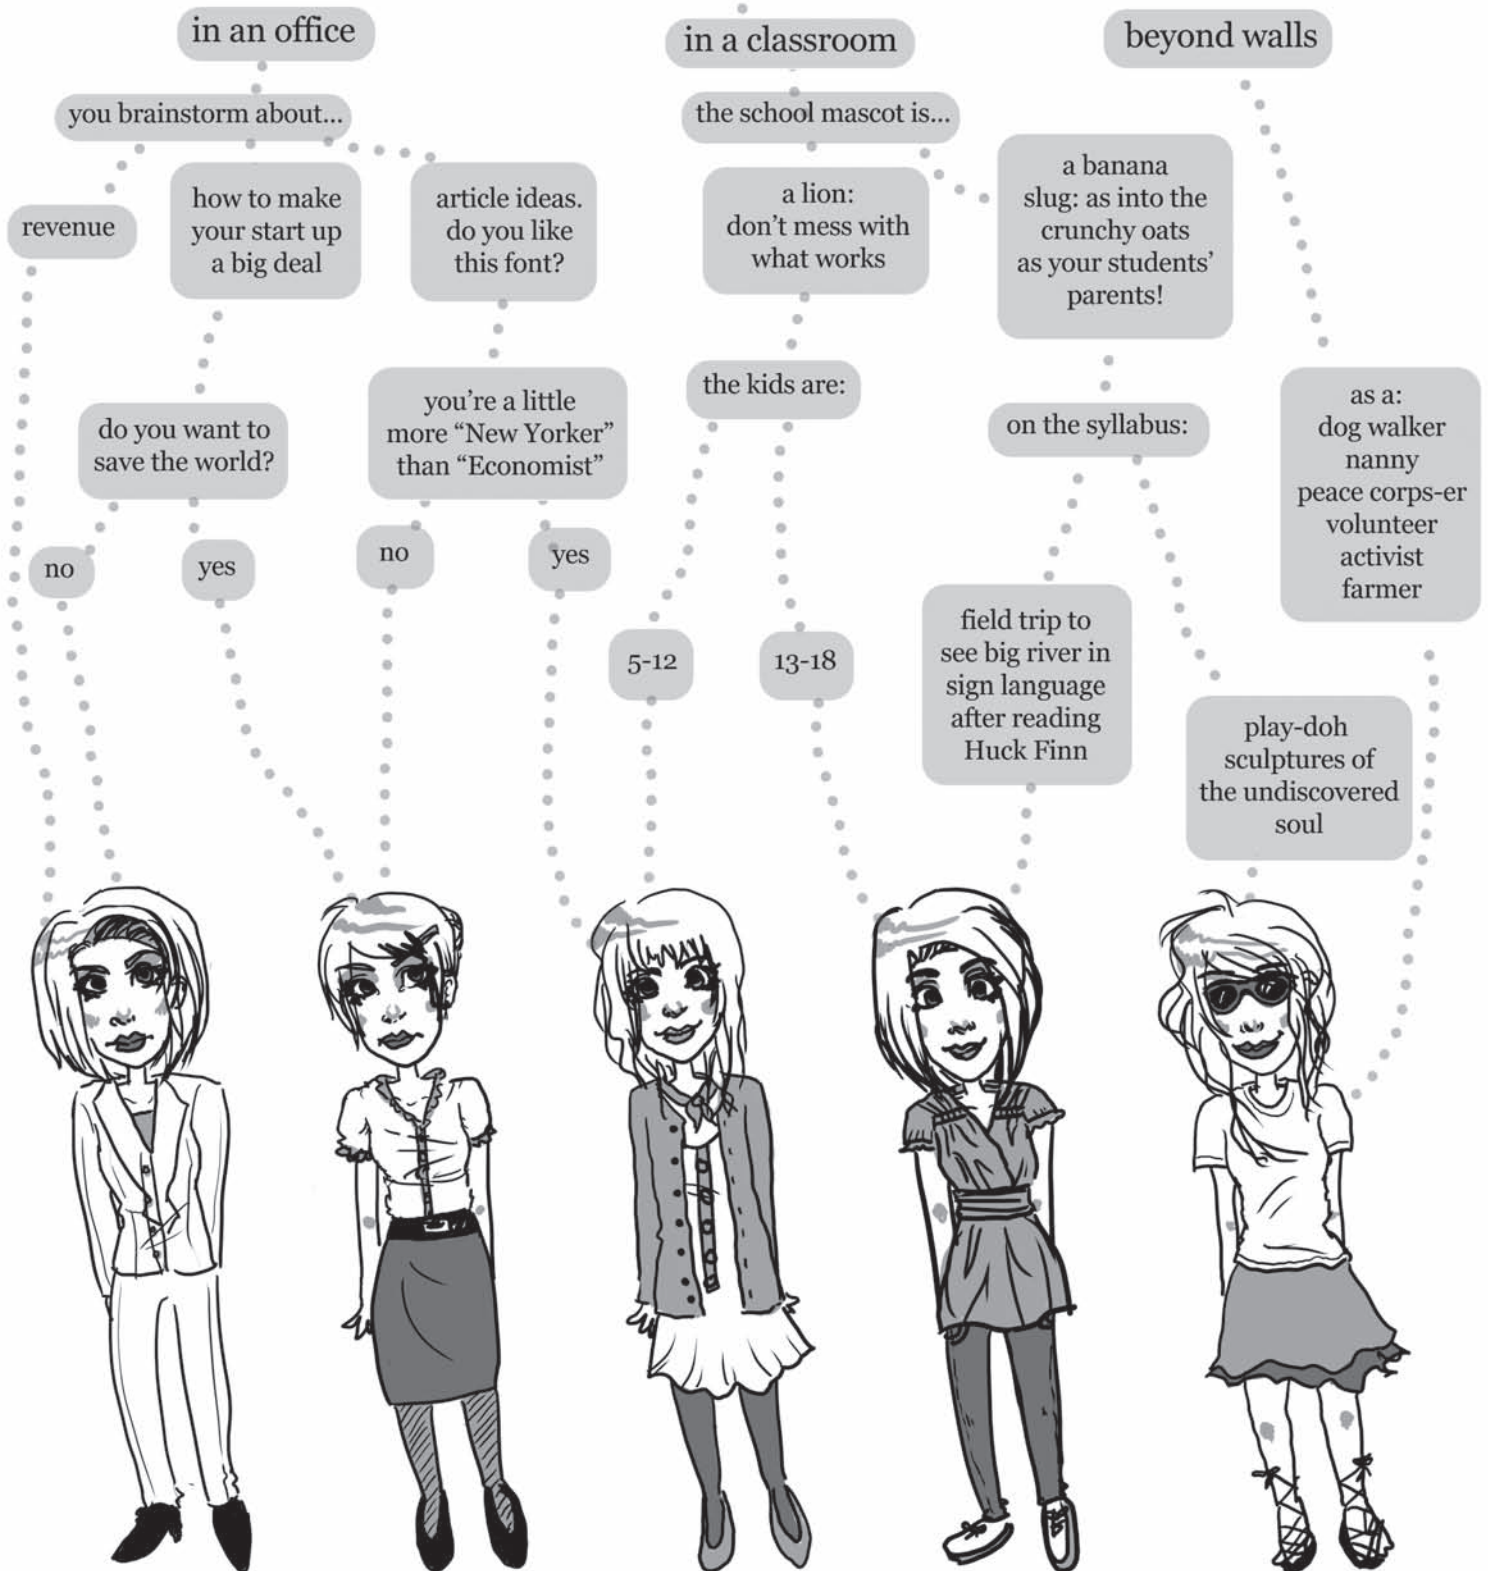 in an office
you brainstorm about...
revenue
how to make
your start up
a big deal
article ideas.
do you like
this font?
do you want to
save the world?
you're a little
more “New Yorker”
than “Economist”
no
yes
no
yes
in a classroom
the school mascot is...
a lion:
don't mess with
what works
a banana
slug: as into the
crunchy oats
as your students'
parents!
the kids are:
on the syllabus:
5-12
13-18
field trip to
see big river in
sign language
after reading
Huck Finn
play-doh
sculptures of
the undiscovered
soul
beyond walls
as a:
dog walker
nanny
peace corps-er
volunteer
activist
farmer